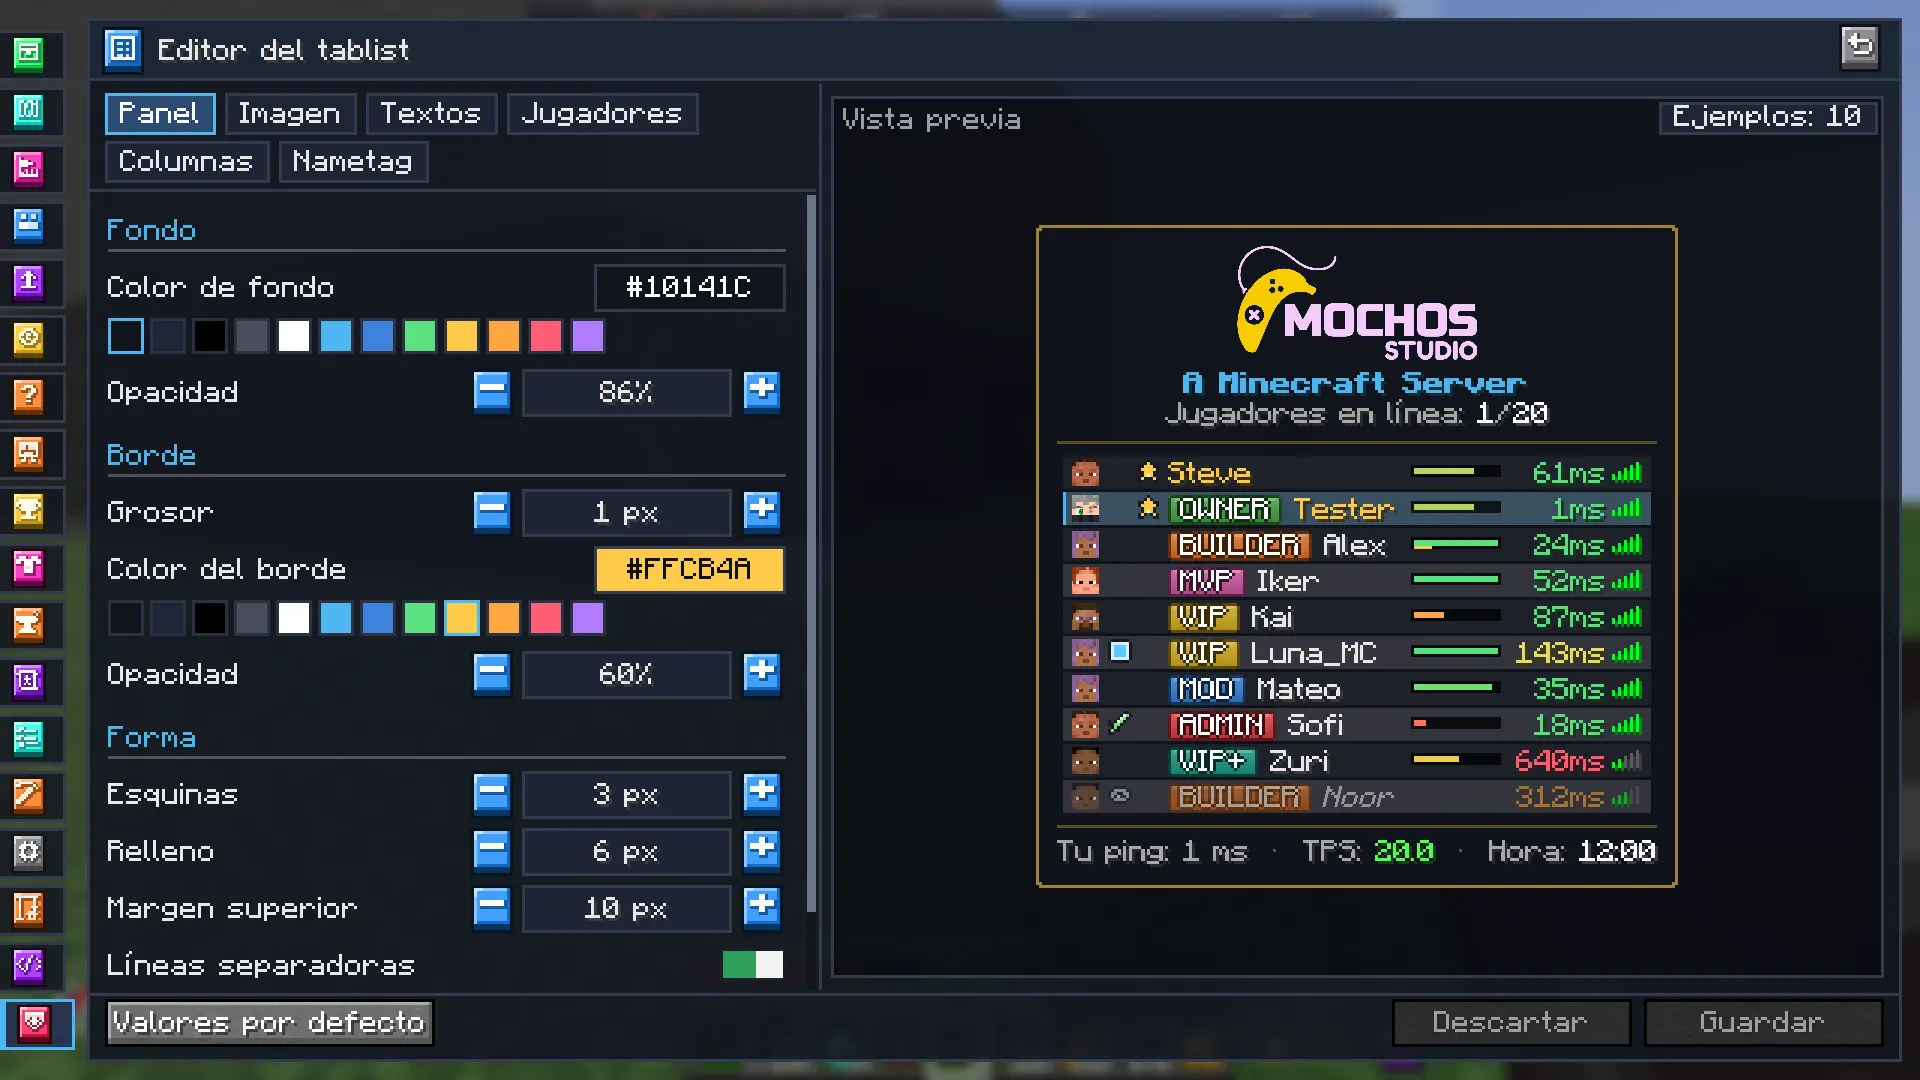 Editor del tablist
Panel
Imagen
Textos
Jugadores
Columnas
Nametag
Fondo
Color de fondo
#10141C
Opacidad
86%
Borde
Grosor
1 px
Color del borde
#FFCB4A
Opacidad
60%
Forma
Esquinas
3 px
Relleno
6 px
Margen superior
10 px
Líneas separadoras
Valores por defecto
Vista previa
Ejemplos: 10
MOCHOS
STUDIO
A Minecraft Server
Jugadores en línea: 1/20
Steve 61ms
OWNER Tester 1ms
BUILDER Alex 24ms
MVP Iker 52ms
VIP Kai 87ms
VIP Luna_MC 143ms
MOD Mateo 35ms
ADMIN Sofi 18ms
VIP+ Zuri 640ms
BUILDER Noor 312ms
Tu ping: 1 ms · TPS: 20.0 · Hora: 12:00
Descartar
Guardar